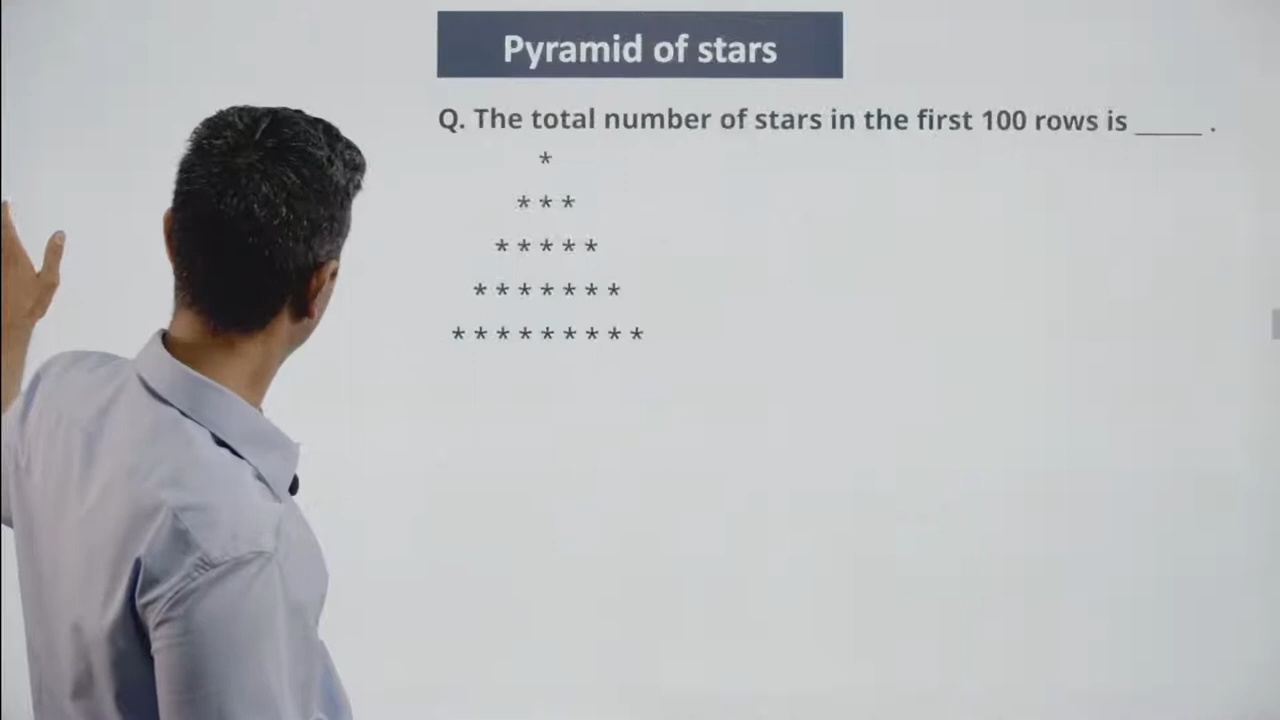 Pyramid of stars
Q. The total number of stars in the first 100 rows is _____ .
*
* * *
* * * * *
* * * * * * *
* * * * * * * * *